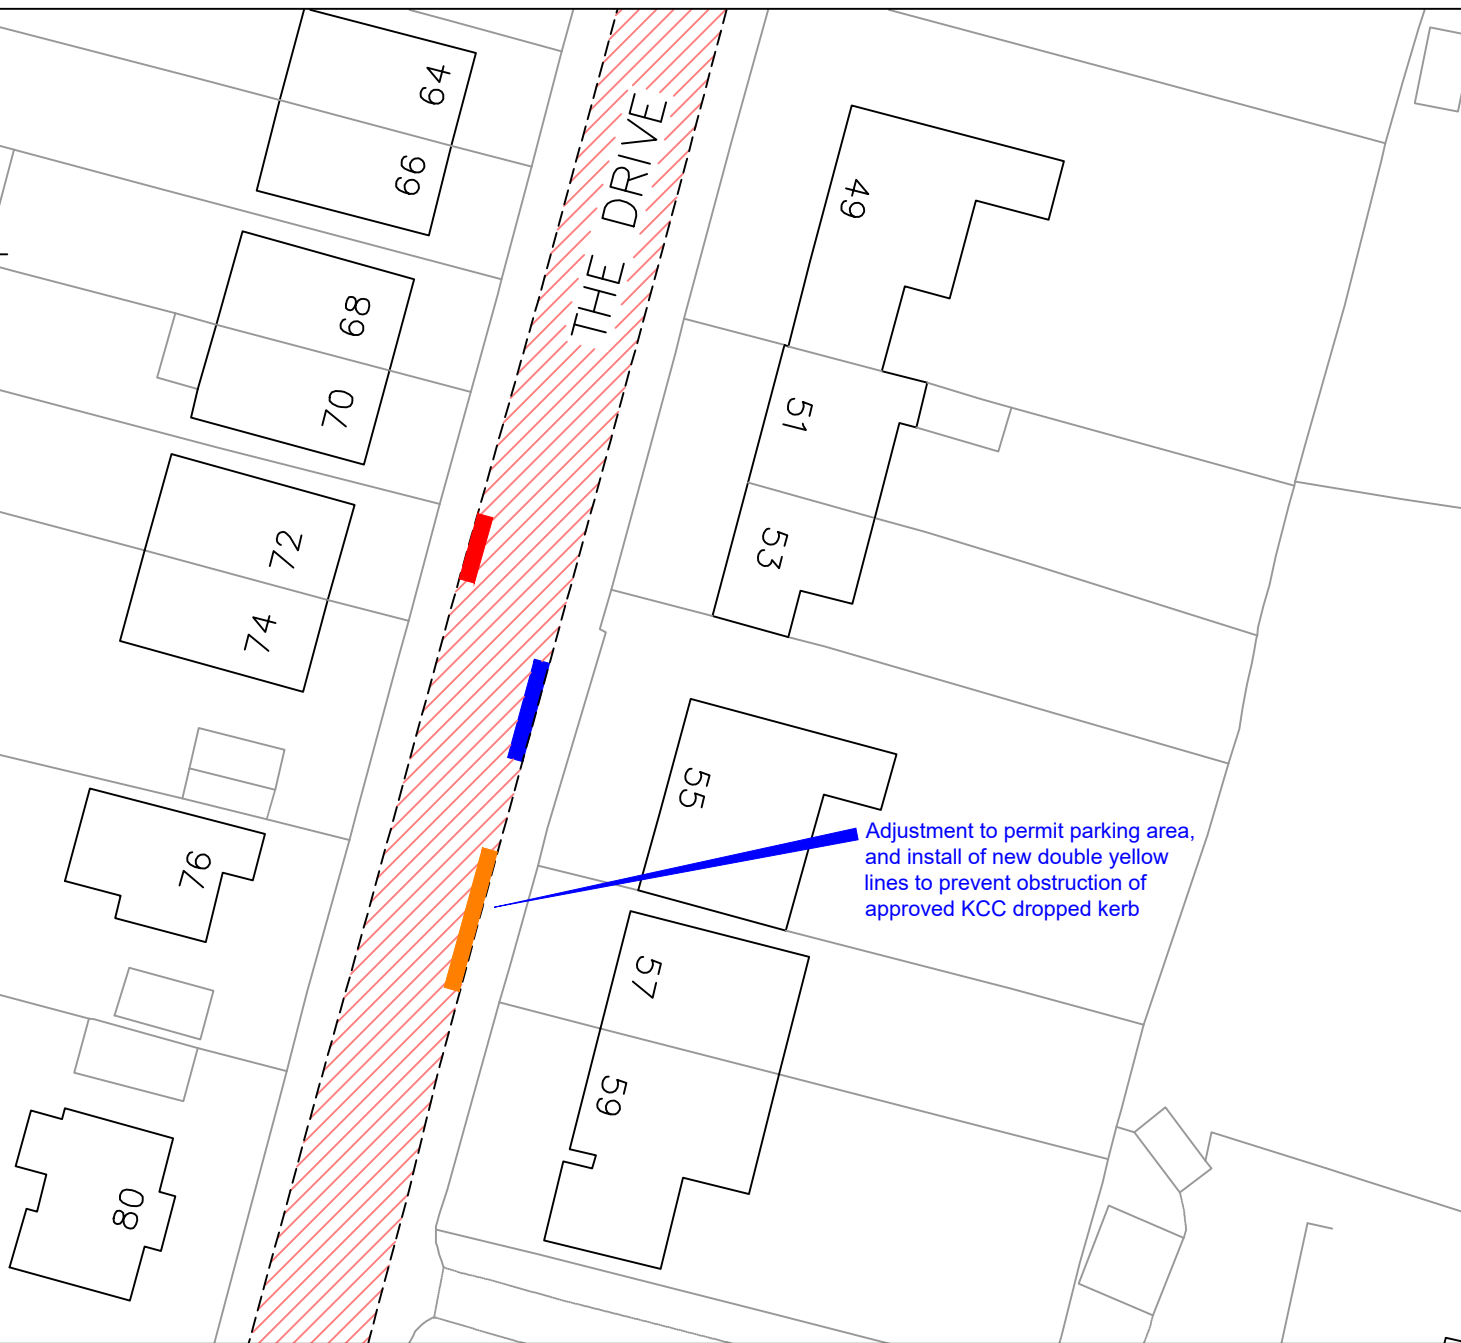 64
66
THE DRIVE
49
68
70
51
72
53
74
55
76
Adjustment to permit parking area,
and install of new double yellow
lines to prevent obstruction of
approved KCC dropped kerb
57
59
80